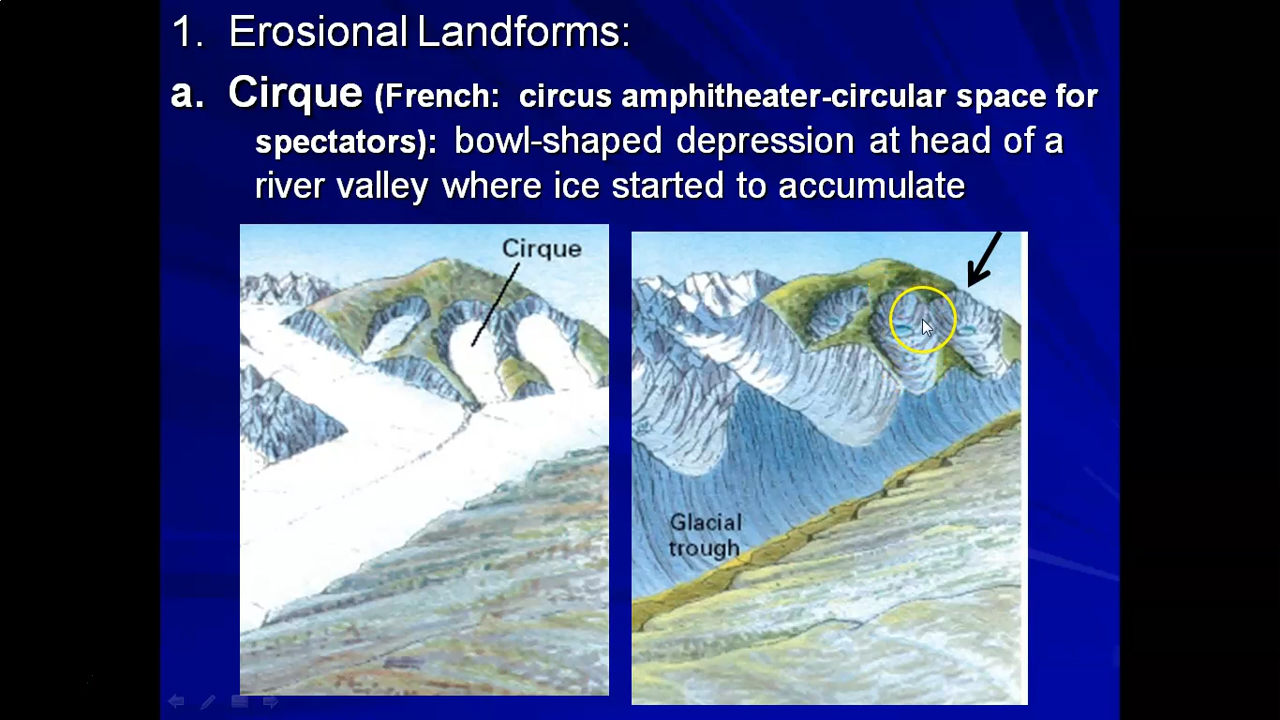 1. Erosional Landforms:
a. Cirque (French: circus amphitheater-circular space for
spectators): bowl-shaped depression at head of a
river valley where ice started to accumulate
Cirque
Glacial
trough